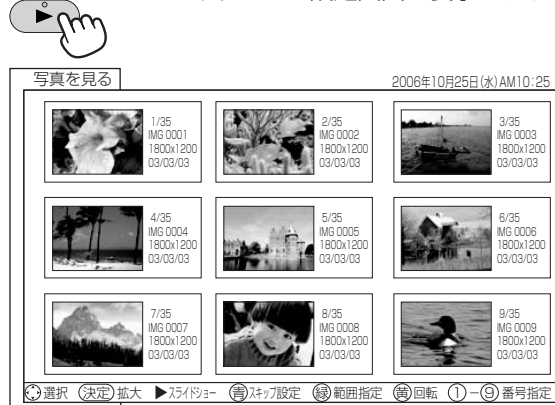 写真を見る
2006年10月25日(水)AM10:25
1/35
IMG 0001
1800x1200
03/03/03
2/35
IMG 0002
1800x1200
03/03/03
3/35
IMG 0003
1800x1200
03/03/03
4/35
IMG 0004
1800x1200
03/03/03
5/35
IMG 0005
1800x1200
03/03/03
6/35
IMG 0006
1800x1200
03/03/03
7/35
IMG 0007
1800x1200
03/03/03
8/35
IMG 0008
1800x1200
03/03/03
9/35
IMG 0009
1800x1200
03/03/03
選択 決定 拡大 ▶スライドショー 青 スキップ設定 緑 範囲指定 黄 回転 ①－⑨ 番号指定